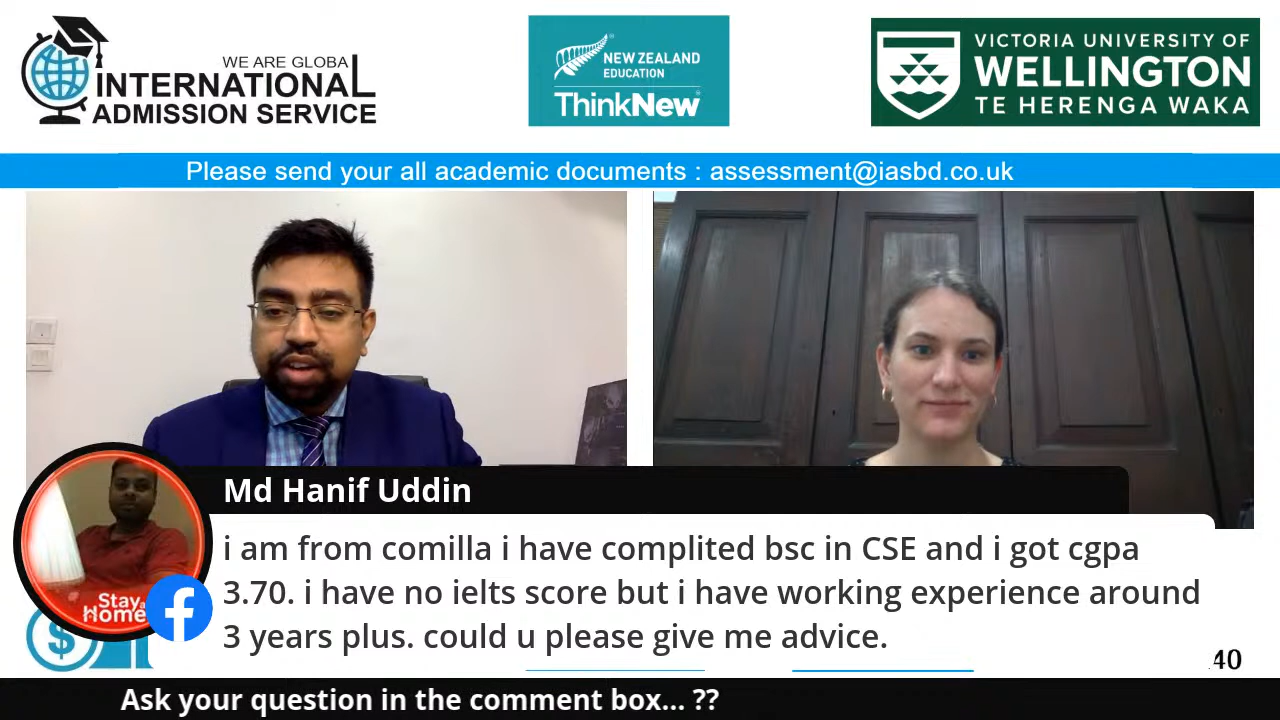 WE ARE GLOBAL
INTERNATIONAL
ADMISSION SERVICE
NEW ZEALAND
EDUCATION
ThinkNew
VICTORIA UNIVERSITY OF
WELLINGTON
TE HERENGA WAKA
Please send your all academic documents : assessment@iasbd.co.uk
Md Hanif Uddin
i am from comilla i have complited bsc in CSE and i got cgpa
3.70. i have no ielts score but i have working experience around
3 years plus. could u please give me advice.
Stay
Home
$
40
Ask your question in the comment box... ??